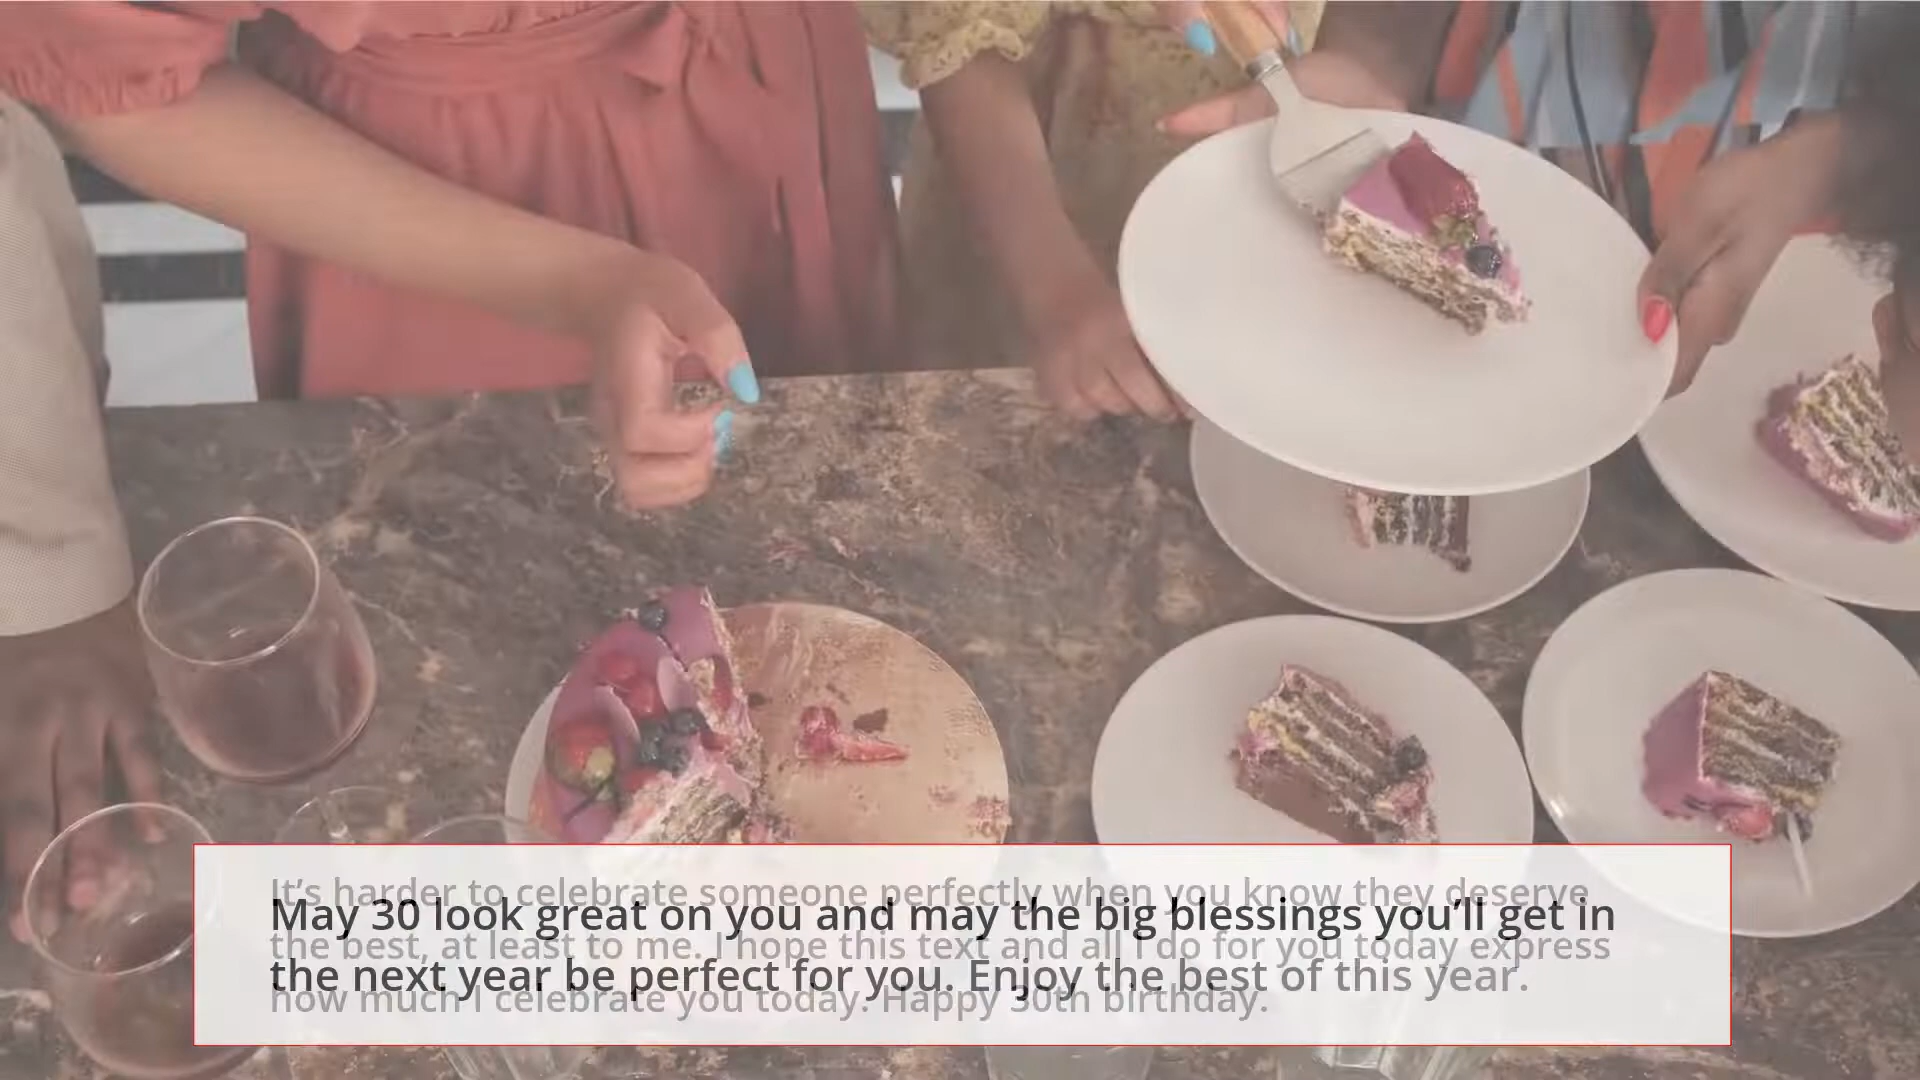 It’s harder to celebrate someone perfectly when you know they deserve
the best, at least to me. I hope this text and all I do for you today express
how much I celebrate you today. Happy 30th birthday.
May 30 look great on you and may the big blessings you’ll get in
the next year be perfect for you. Enjoy the best of this year.